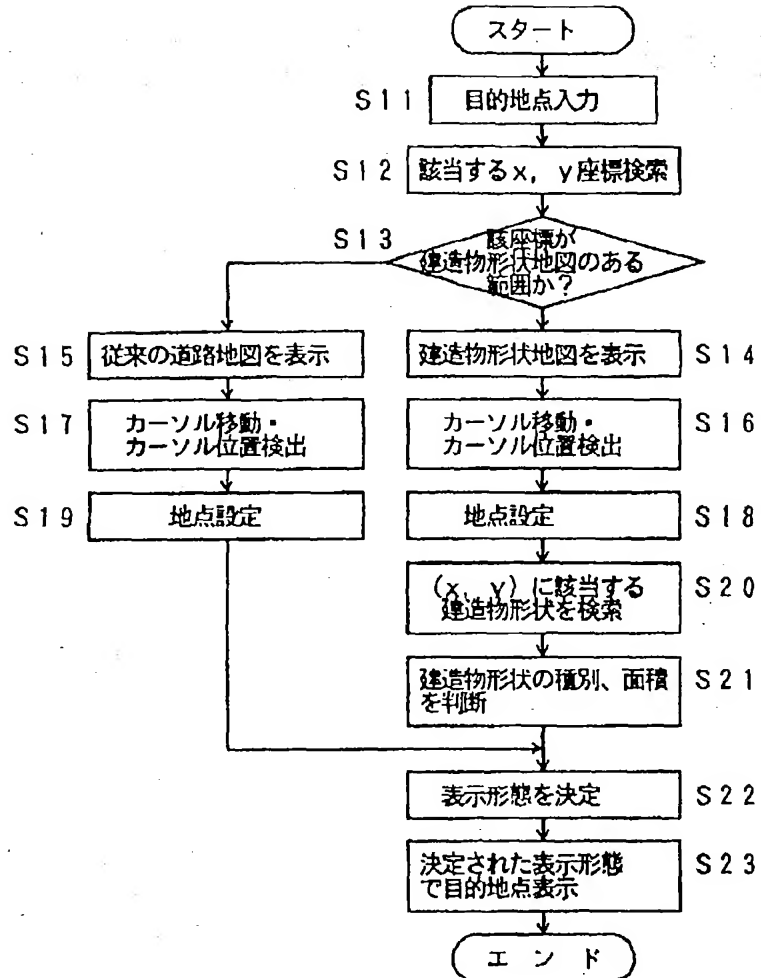 スタート
S11
目的地点入力
S12
該当するx, y座標検索
S13
該座標が
建造物形状地図のある
範囲か？
S15
従来の道路地図を表示
建造物形状地図を表示
S14
S17
カーソル移動・
カーソル位置検出
カーソル移動・
カーソル位置検出
S16
S19
地点設定
地点設定
S18
(x, y)に該当する
建造物形状を検索
S20
建造物形状の種別、面積
を判断
S21
表示形態を決定
S22
決定された表示形態
で目的地点表示
S23
エンド